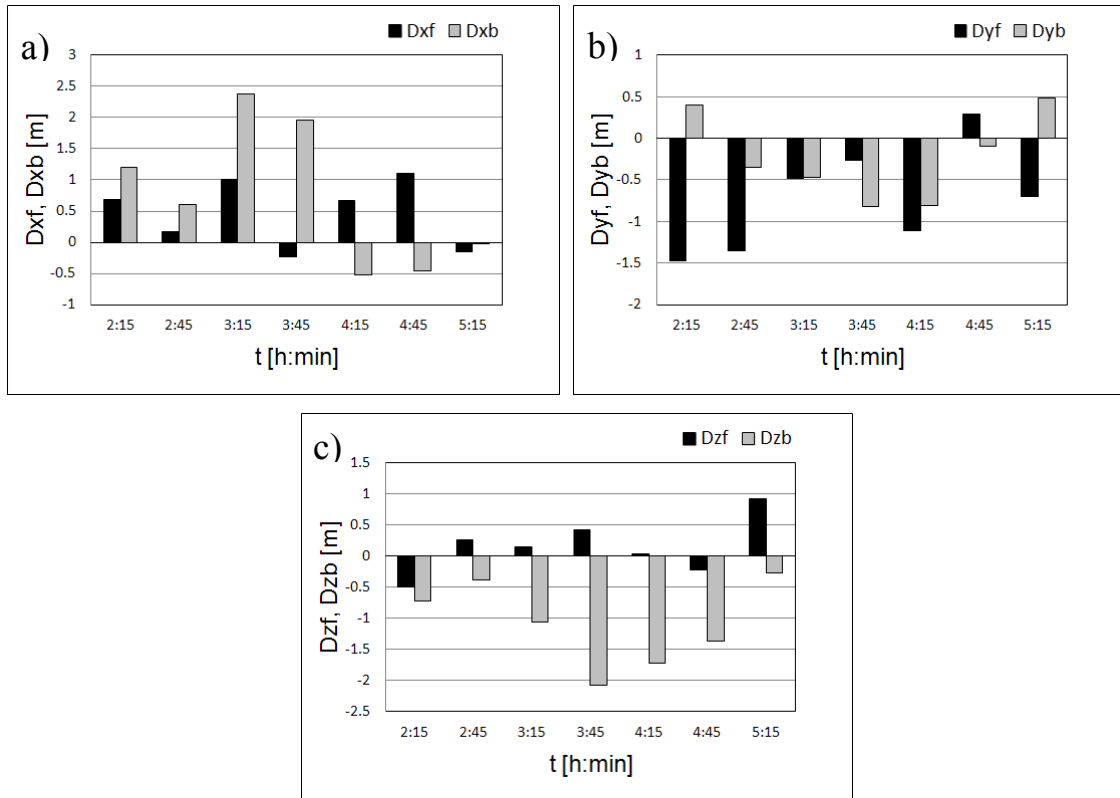 a)
Dxf Dxb
3
2.5
2
1.5
1
0.5
0
-0.5
-1
Dxf, Dxb [m]
2:15 2:45 3:15 3:45 4:15 4:45 5:15
t [h:min]
b)
Dyf Dyb
1
0.5
0
-0.5
-1
-1.5
-2
Dyf, Dyb [m]
2:15 2:45 3:15 3:45 4:15 4:45 5:15
t [h:min]
c)
Dzf Dzb
1.5
1
0.5
0
-0.5
-1
-1.5
-2
-2.5
Dzf, Dzb [m]
2:15 2:45 3:15 3:45 4:15 4:45 5:15
t [h:min]